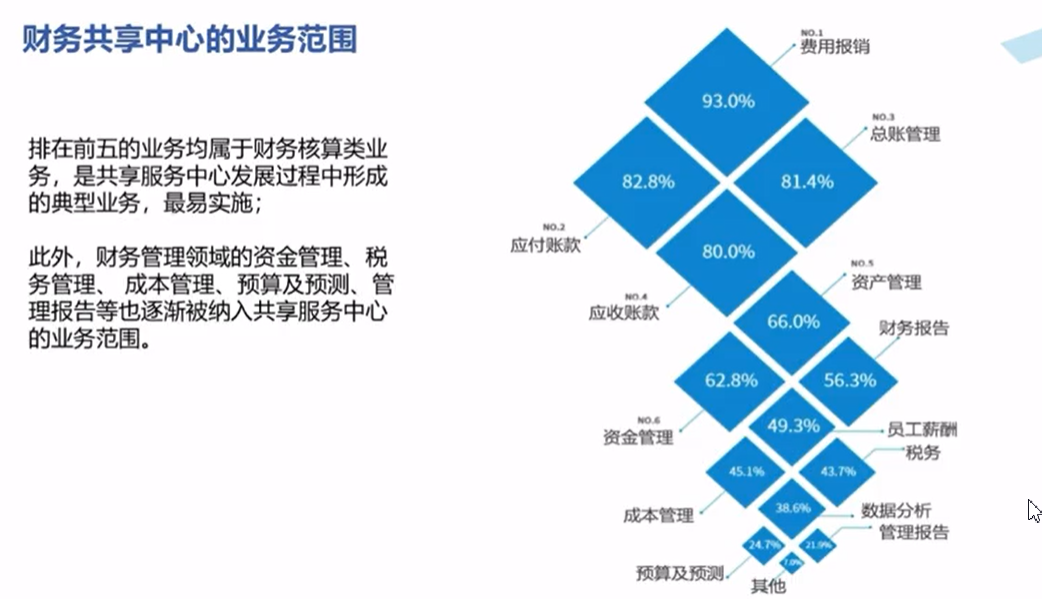 财务共享中心的业务范围
排在前五的业务均属于财务核算类业
务，是共享服务中心发展过程中形成
的典型业务，最易实施；
此外，财务管理领域的资金管理、税
务管理、 成本管理、预算及预测、管
理报告等也逐渐被纳入共享服务中心
的业务范围。
NO.1
费用报销
93.0%
NO.3
总账管理
82.8%
81.4%
NO.2
应付账款
80.0%
NO.5
资产管理
NO.4
应收账款
66.0%
财务报告
62.8%
56.3%
NO.6
资金管理
49.3%
员工薪酬
税务
45.1%
43.7%
成本管理
38.6%
数据分析
管理报告
24.7%
21.9%
7.0%
预算及预测
其他